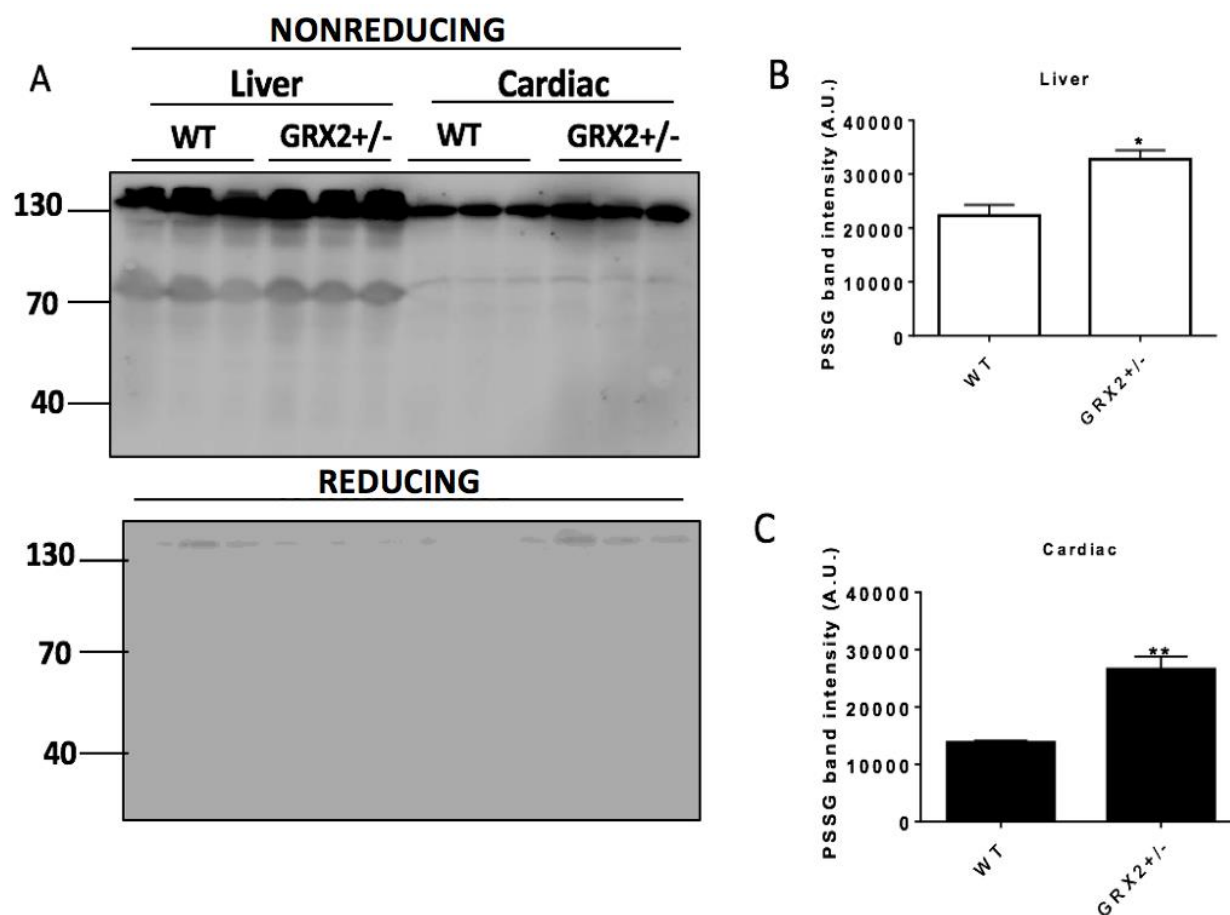 NONREDUCING
A
Liver Cardiac
WT GRX2+/- WT GRX2+/-
130
70
40
REDUCING
130
70
40
B
Liver
PSSG band intensity (A.U.)
40000
30000
20000
10000
0
*
WT
GRX2+/-
C
Cardiac
PSSG band intensity (A.U.)
40000
30000
20000
10000
0
**
WT
GRX2+/-